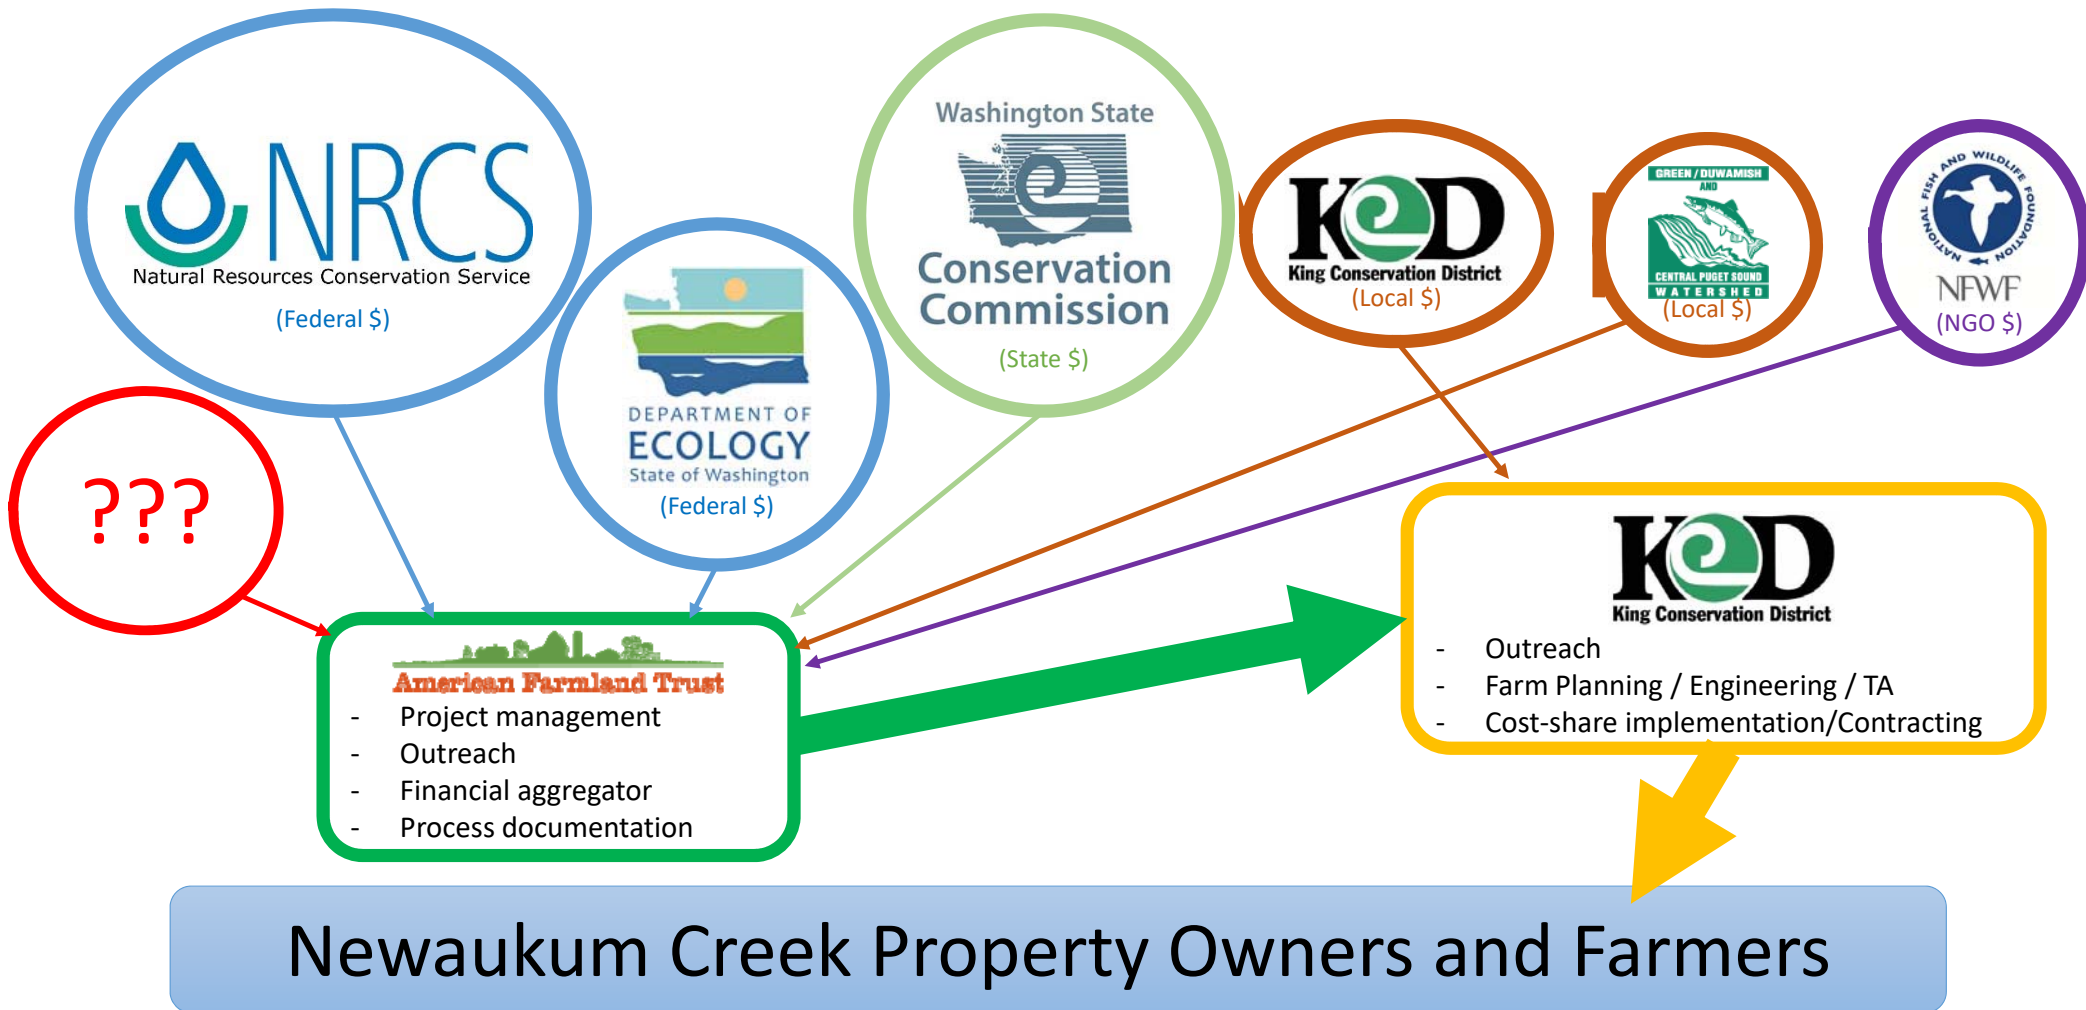 NRCS
Natural Resources Conservation Service
(Federal $)
DEPARTMENT OF
ECOLOGY
State of Washington
(Federal $)
Washington State
Conservation
Commission
(State $)
KCD
King Conservation District
(Local $)
GREEN / DUWAMISH
AND
CENTRAL PUGET SOUND
WATERSHED
(Local $)
NATIONAL FISH AND WILDLIFE FOUNDATION
NFWF
(NGO $)
???
American Farmland Trust
- Project management
- Outreach
- Financial aggregator
- Process documentation
KCD
King Conservation District
- Outreach
- Farm Planning / Engineering / TA
- Cost-share implementation/Contracting
Newaukum Creek Property Owners and Farmers